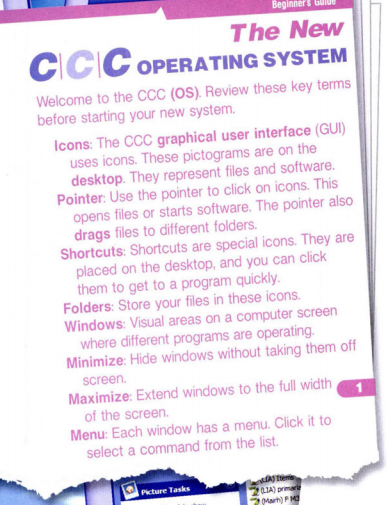 Beginner's Guide
The New
CCC OPERATING SYSTEM
Welcome to the CCC (OS). Review these key terms
before starting your new system.
Icons: The CCC graphical user interface (GUI)
uses icons. These pictograms are on the
desktop. They represent files and software.
Pointer: Use the pointer to click on icons. This
opens files or starts software. The pointer also
drags files to different folders.
Shortcuts: Shortcuts are special icons. They are
placed on the desktop, and you can click
them to get to a program quickly.
Folders: Store your files in these icons.
Windows: Visual areas on a computer screen
where different programs are operating.
Minimize: Hide windows without taking them off
screen.
Maximize: Extend windows to the full width
of the screen.
1
Menu: Each window has a menu. Click it to
select a command from the list.
Picture Tasks
(LIA) Items
(LIA) primaria
(Marh) F M3